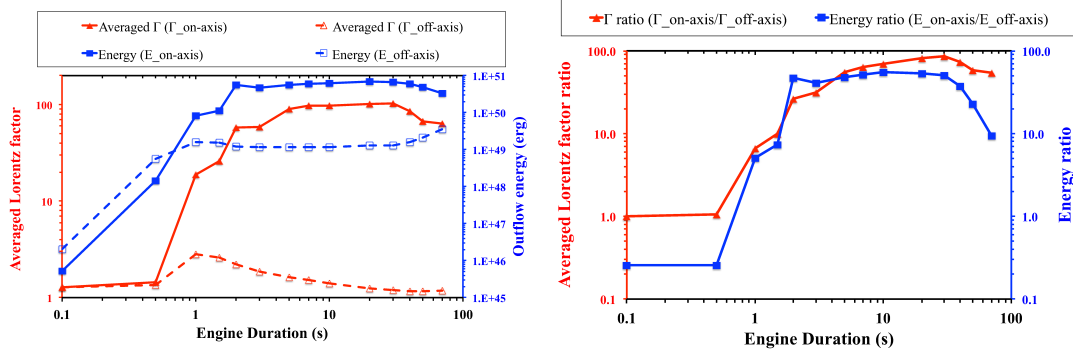 Averaged Γ (Γ_on-axis) Averaged Γ (Γ_off-axis)
Energy (E_on-axis) Energy (E_off-axis)
Averaged Lorentz factor
100
10
1
1.E+51
1.E+50
1.E+49
1.E+48
1.E+47
1.E+46
1.E+45
Outflow energy (erg)
0.1 1 10 100
Engine Duration (s)
Γ ratio (Γ_on-axis/Γ_off-axis) Energy ratio (E_on-axis/E_off-axis)
Averaged Lorentz factor ratio
100.0
10.0
1.0
0.1
100.0
10.0
1.0
0.1
Energy ratio
0.1 1 10 100
Engine Duration (s)